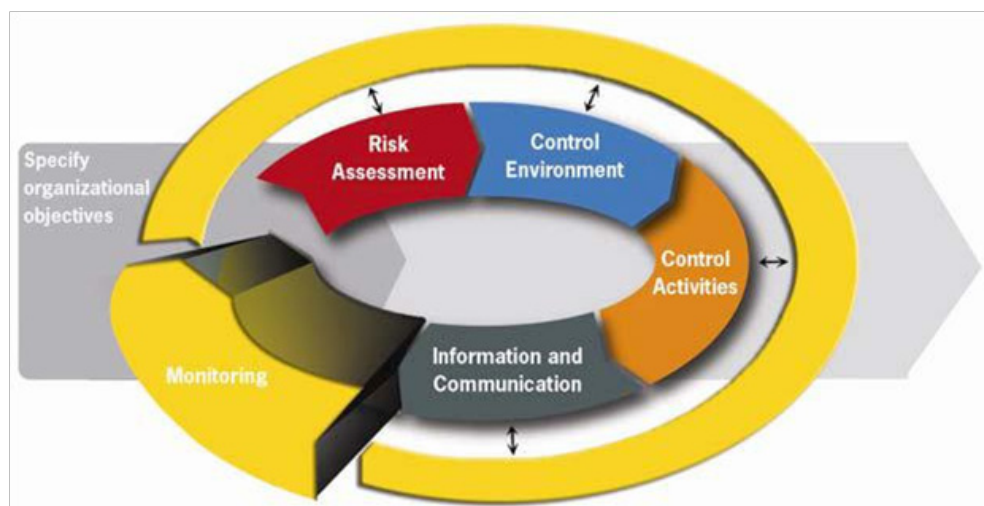 Specify
organizational
objectives
Risk
Assessment
Control
Environment
Control
Activities
Information and
Communication
Monitoring